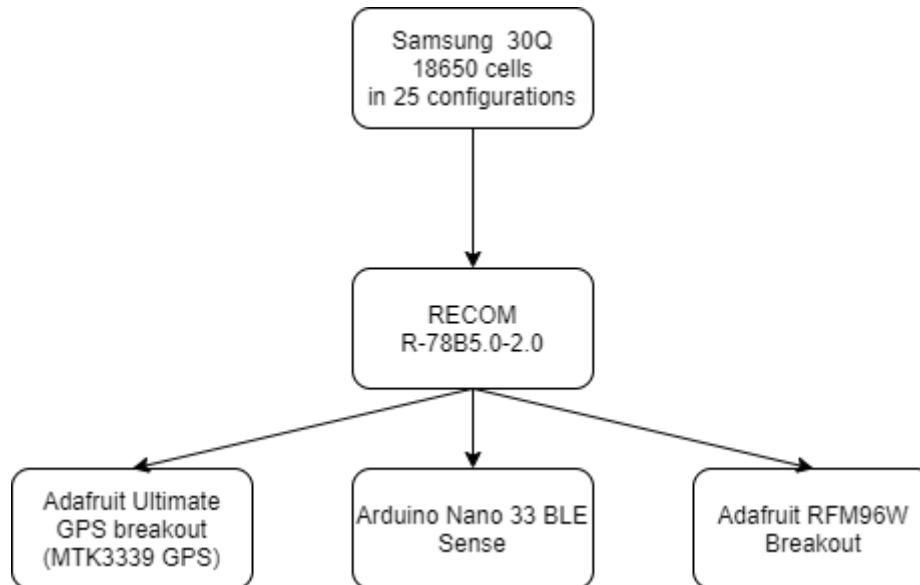 Samsung 30Q
18650 cells
in 25 configurations
RECOM
R-78B5.0-2.0
Adafruit Ultimate
GPS breakout
(MTK3339 GPS)
Arduino Nano 33 BLE
Sense
Adafruit RFM96W
Breakout